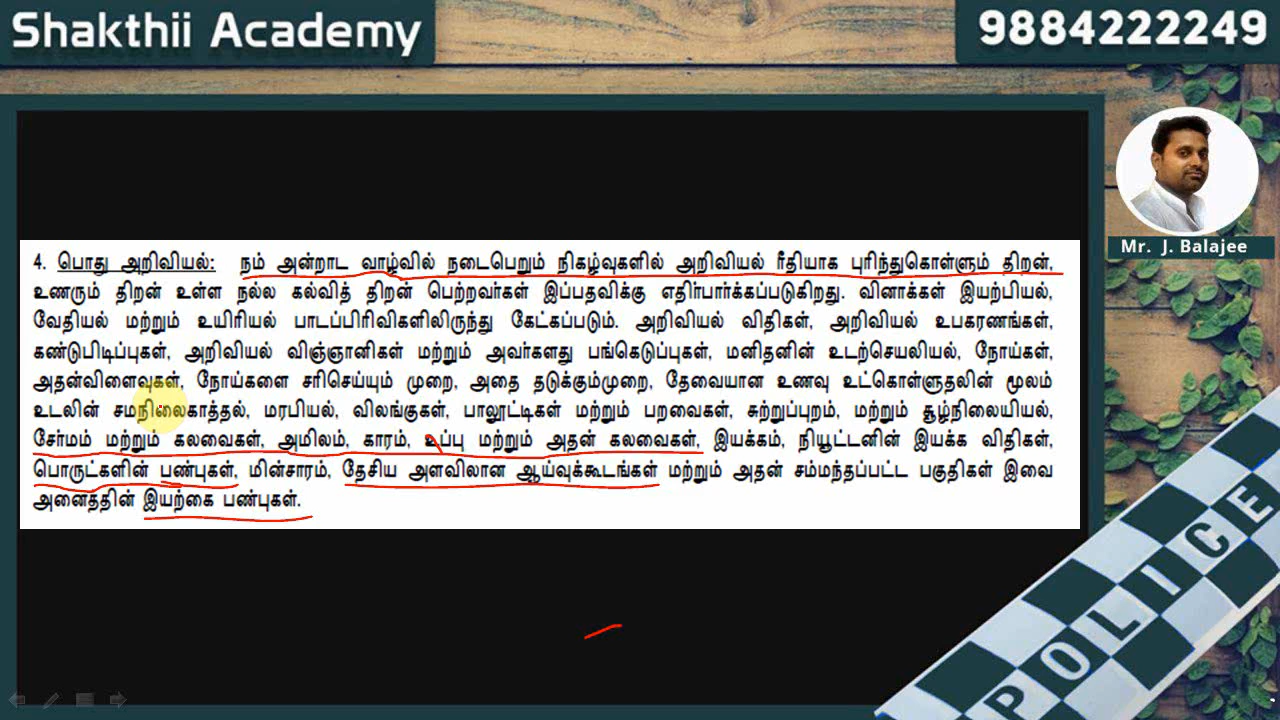 Shakthii Academy
9884222249
Mr. J. Balajee
4. பொது அறிவியல்: நம் அன்றாட வாழ்வில் நடைபெறும் நிகழ்வுகளில் அறிவியல் ரீதியாக புரிந்துகொள்ளும் திறன்,
உணரும் திறன் உள்ள நல்ல கல்வித் திறன் பெற்றவர்கள் இப்பதவிக்கு எதிர்பார்க்கப்படுகிறது. வினாக்கள் இயற்பியல்,
வேதியல் மற்றும் உயிரியல் பாடப்பிரிவிகளிலிருந்து கேட்கப்படும். அறிவியல் விதிகள், அறிவியல் உபகரணங்கள்,
கண்டுபிடிப்புகள், அறிவியல் விஞ்ஞானிகள் மற்றும் அவர்களது பங்கெடுப்புகள், மனிதனின் உடற்செயலியல், நோய்கள்,
அதன்விளைவுகள், நோய்களை சரிசெய்யும் முறை, அதை தடுக்கும்முறை, தேவையான உணவு உட்கொள்ளுதலின் மூலம்
உடலின் சமநிலைகாத்தல், மரபியல், விலங்குகள், பாலூட்டிகள் மற்றும் பறவைகள், சுற்றுப்புறம், மற்றும் சூழ்நிலையியல்,
சேர்மம் மற்றும் கலவைகள், அமிலம், காரம், உப்பு மற்றும் அதன் கலவைகள், இயக்கம், நியூட்டனின் இயக்க விதிகள்,
பொருட்களின் பண்புகள், மின்சாரம், தேசிய அளவிலான ஆய்வுக்கூடங்கள் மற்றும் அதன் சம்மந்தப்பட்ட பகுதிகள் இவை
அனைத்தின் இயற்கை பண்புகள்.
POLICE